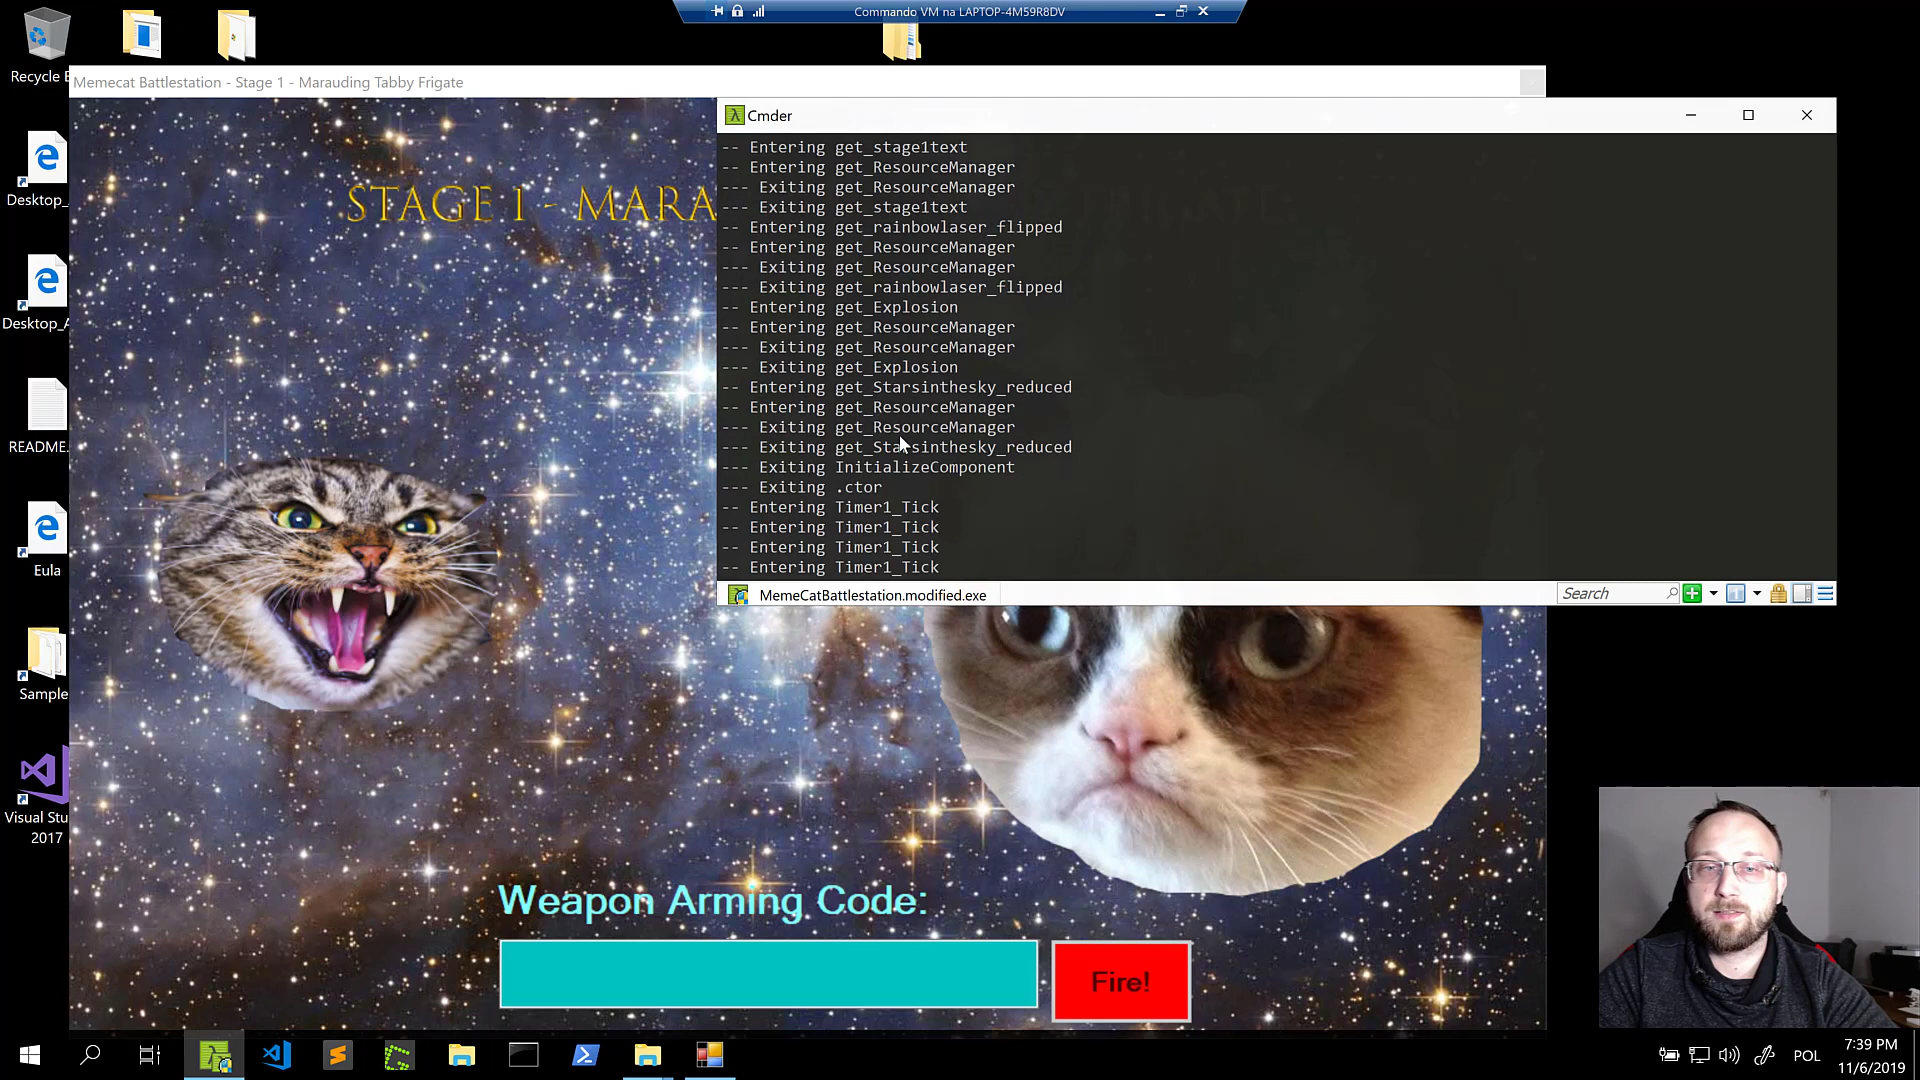 Commando VM na LAPTOP-4M59R8DV
Recycle
Memecat Battlestation - Stage 1 - Marauding Tabby Frigate
STAGE 1 - MARA
Cmder
-- Entering get_stage1text
-- Entering get_ResourceManager
--- Exiting get_ResourceManager
--- Exiting get_stage1text
-- Entering get_rainbowlaser_flipped
-- Entering get_ResourceManager
--- Exiting get_ResourceManager
--- Exiting get_rainbowlaser_flipped
-- Entering get_Explosion
-- Entering get_ResourceManager
--- Exiting get_ResourceManager
--- Exiting get_Explosion
-- Entering get_Starsinthesky_reduced
-- Entering get_ResourceManager
--- Exiting get_ResourceManager
--- Exiting get_Starsinthesky_reduced
--- Exiting InitializeComponent
--- Exiting .ctor
-- Entering Timer1_Tick
-- Entering Timer1_Tick
-- Entering Timer1_Tick
-- Entering Timer1_Tick
MemeCatBattlestation.modified.exe
Search
Desktop_
Desktop_A
README.
Eula
Sample
Visual Stu
2017
Weapon Arming Code:
Fire!
POL
7:39 PM
11/6/2019